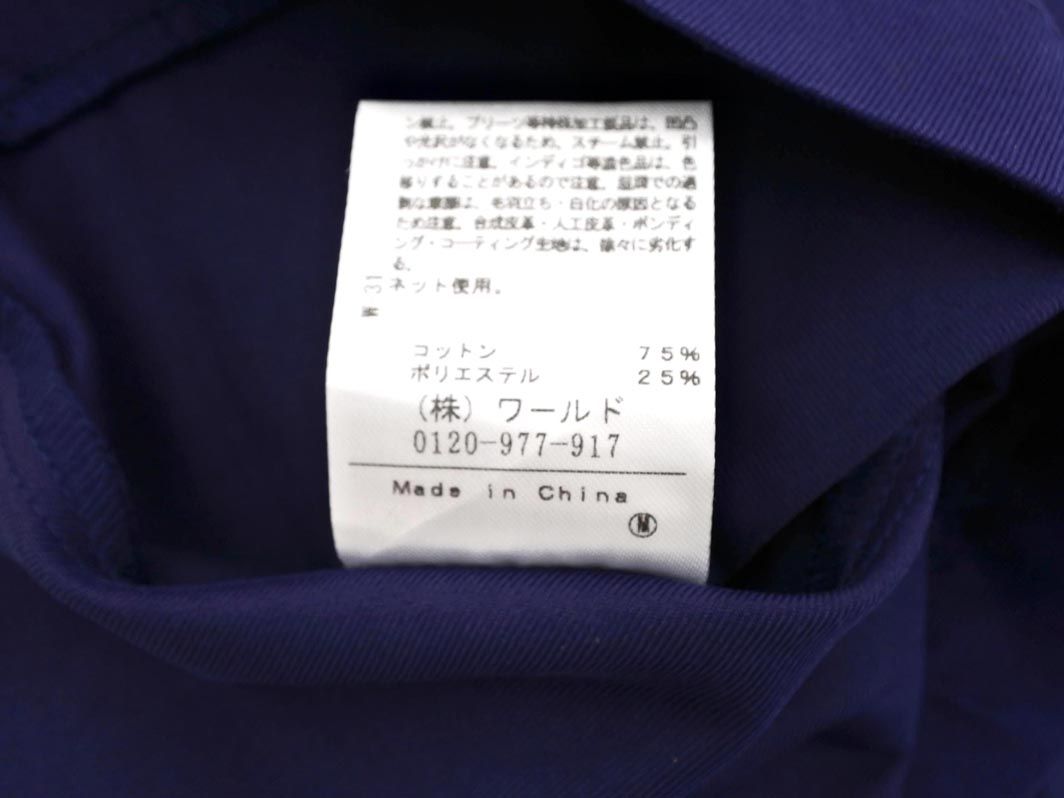 ン禁止。プリーツ等特殊加工製品は、凹凸
や光沢がなくなるため、スチーム禁止。引
っかけに注意。インディゴ等濃色品は、色
移りすることがあるので注意。湿潤での過
度な摩擦は、毛羽立ち・白化の原因となる
ため注意。合成皮革・人工皮革・ボンディ
ング・コーティング生地は、徐々に劣化す
る。
ネット使用。
コットン 75%
ポリエステル 25%
(株)ワールド
0120-977-917
Made in China
M